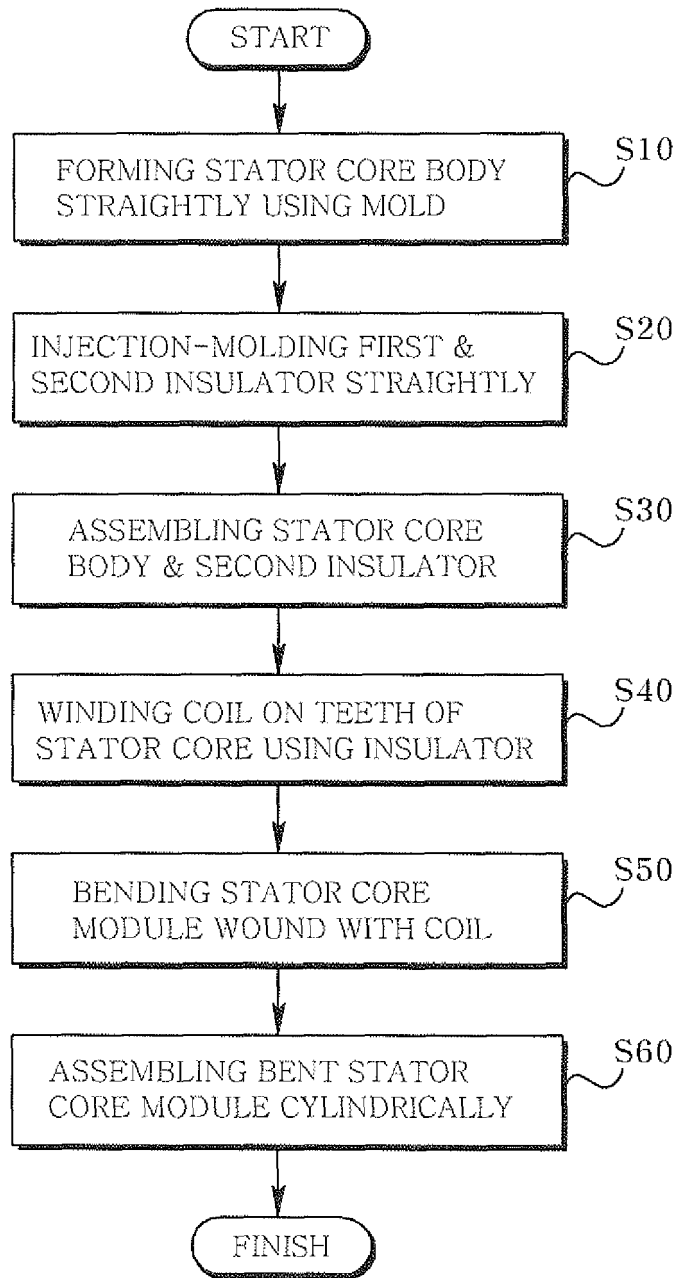 START
FORMING STATOR CORE BODY
STRAIGHTLY USING MOLD
S10
INJECTION-MOLDING FIRST &
SECOND INSULATOR STRAIGHTLY
S20
ASSEMBLING STATOR CORE
BODY & SECOND INSULATOR
S30
WINDING COIL ON TEETH OF
STATOR CORE USING INSULATOR
S40
BENDING STATOR CORE
MODULE WOUND WITH COIL
S50
ASSEMBLING BENT STATOR
CORE MODULE CYLINDRICALLY
S60
FINISH